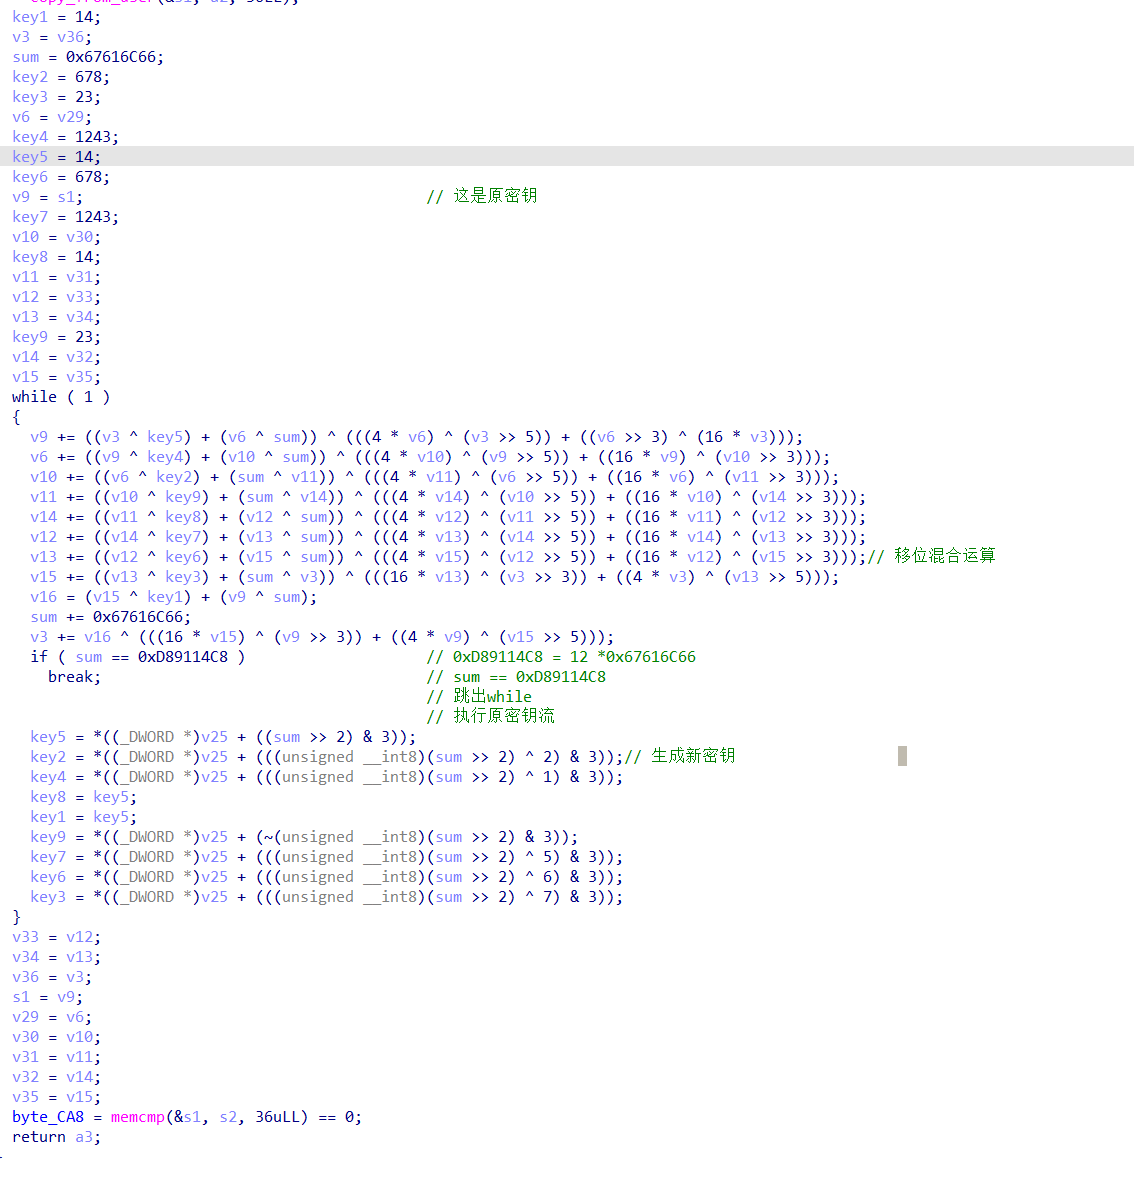 copy_from_user(&s1, a2, 36LL);
key1 = 14;
v3 = v36;
sum = 0x67616C66;
key2 = 678;
key3 = 23;
v6 = v29;
key4 = 1243;
key5 = 14;
key6 = 678;
v9 = s1; // 这是原密钥
key7 = 1243;
v10 = v30;
key8 = 14;
v11 = v31;
v12 = v33;
v13 = v34;
key9 = 23;
v14 = v32;
v15 = v35;
while ( 1 )
{
v9 += ((v3 ^ key5) + (v6 ^ sum)) ^ (((4 * v6) ^ (v3 >> 5)) + ((v6 >> 3) ^ (16 * v3)));
v6 += ((v9 ^ key4) + (v10 ^ sum)) ^ (((4 * v10) ^ (v9 >> 5)) + ((16 * v9) ^ (v10 >> 3)));
v10 += ((v6 ^ key2) + (sum ^ v11)) ^ (((4 * v11) ^ (v6 >> 5)) + ((16 * v6) ^ (v11 >> 3)));
v11 += ((v10 ^ key9) + (sum ^ v14)) ^ (((4 * v14) ^ (v10 >> 5)) + ((16 * v10) ^ (v14 >> 3)));
v14 += ((v11 ^ key8) + (v12 ^ sum)) ^ (((4 * v12) ^ (v11 >> 5)) + ((16 * v11) ^ (v12 >> 3)));
v12 += ((v14 ^ key7) + (v13 ^ sum)) ^ (((4 * v13) ^ (v14 >> 5)) + ((16 * v14) ^ (v13 >> 3)));
v13 += ((v12 ^ key6) + (v15 ^ sum)) ^ (((4 * v15) ^ (v12 >> 5)) + ((16 * v12) ^ (v15 >> 3)));// 移位混合运算
v15 += ((v13 ^ key3) + (sum ^ v3)) ^ (((16 * v13) ^ (v3 >> 3)) + ((4 * v3) ^ (v13 >> 5)));
v16 = (v15 ^ key1) + (v9 ^ sum);
sum += 0x67616C66;
v3 += v16 ^ (((16 * v15) ^ (v9 >> 3)) + ((4 * v9) ^ (v15 >> 5)));
if ( sum == 0xD89114C8 ) // 0xD89114C8 = 12 *0x67616C66
break; // sum == 0xD89114C8
// 跳出while
// 执行原密钥流
key5 = *((_DWORD *)v25 + ((sum >> 2) & 3));
key2 = *((_DWORD *)v25 + (((unsigned __int8)(sum >> 2) ^ 2) & 3));// 生成新密钥
key4 = *((_DWORD *)v25 + (((unsigned __int8)(sum >> 2) ^ 1) & 3));
key8 = key5;
key1 = key5;
key9 = *((_DWORD *)v25 + (~(unsigned __int8)(sum >> 2) & 3));
key7 = *((_DWORD *)v25 + (((unsigned __int8)(sum >> 2) ^ 5) & 3));
key6 = *((_DWORD *)v25 + (((unsigned __int8)(sum >> 2) ^ 6) & 3));
key3 = *((_DWORD *)v25 + (((unsigned __int8)(sum >> 2) ^ 7) & 3));
}
v33 = v12;
v34 = v13;
v36 = v3;
s1 = v9;
v29 = v6;
v30 = v10;
v31 = v11;
v32 = v14;
v35 = v15;
byte_CA8 = memcmp(&s1, s2, 36uLL) == 0;
return a3;